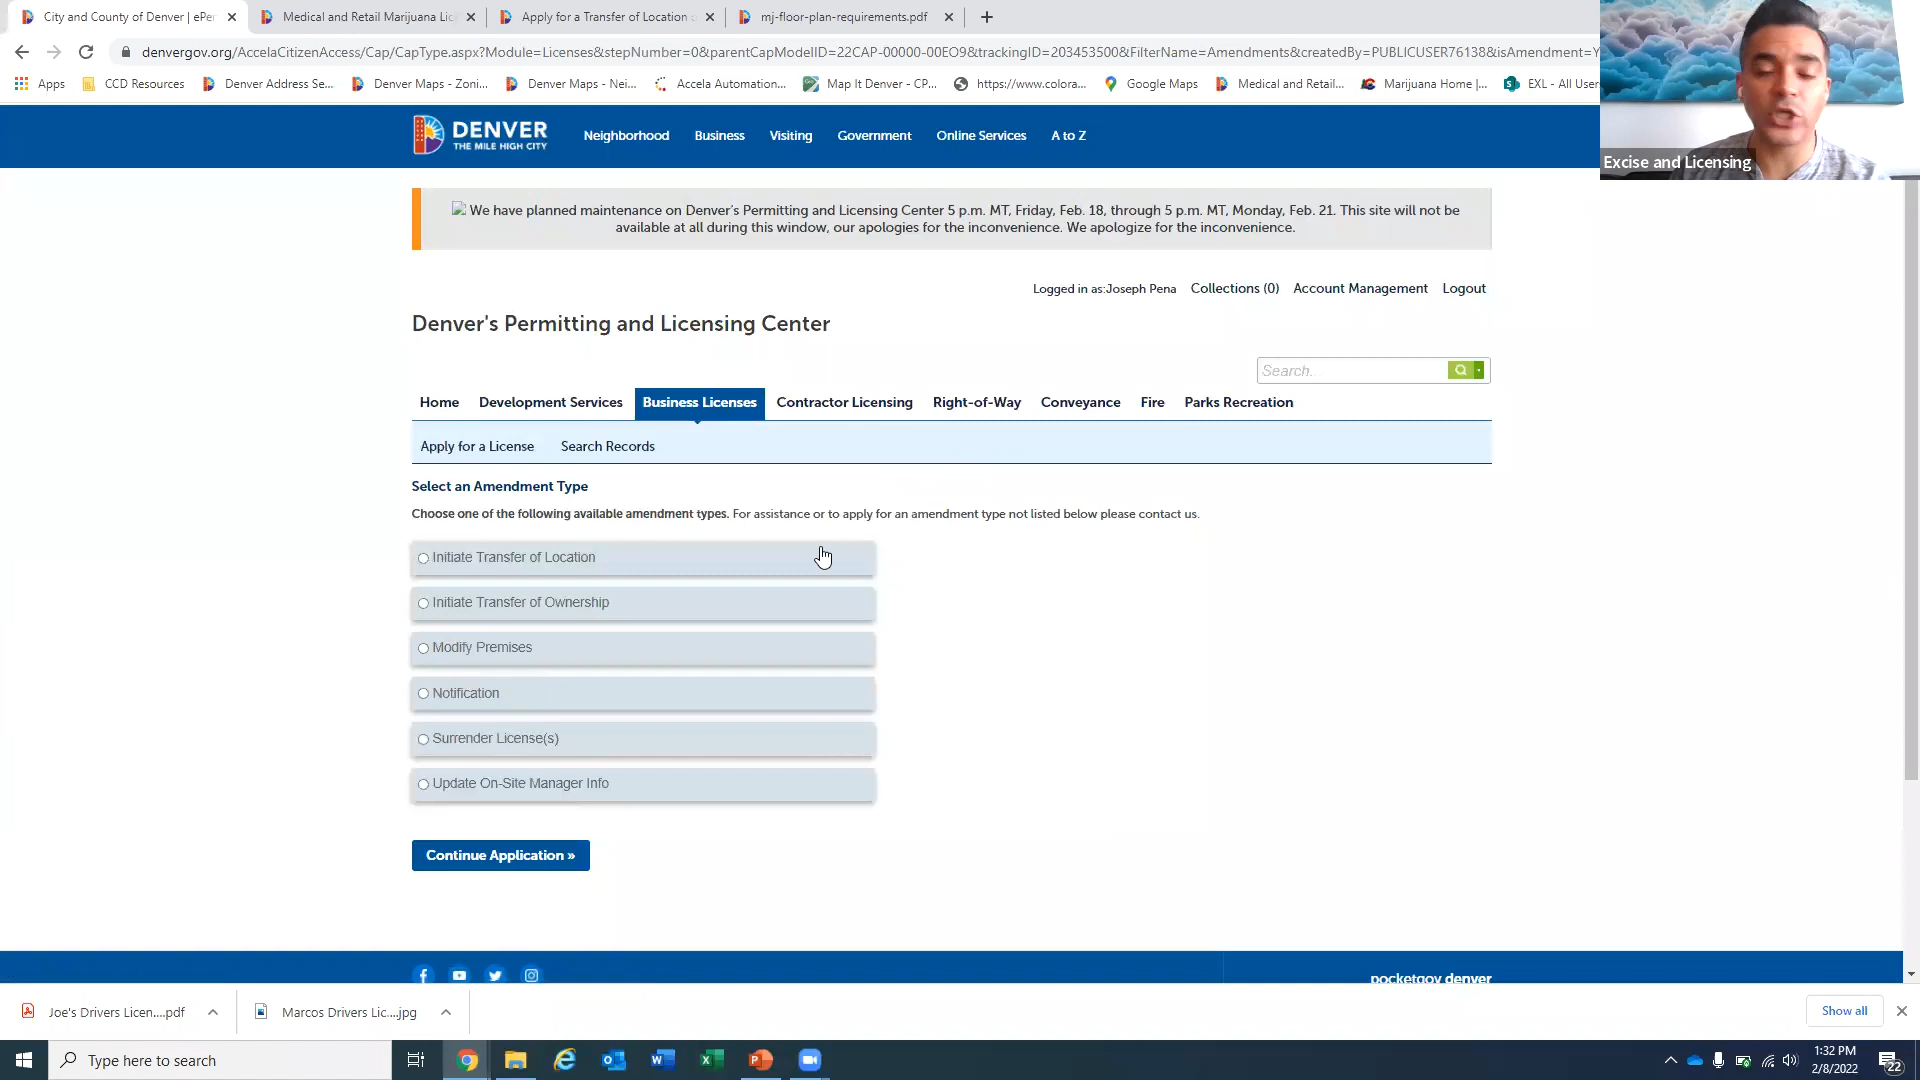 City and County of Denver | ePer
Medical and Retail Marijuana Lic
Apply for a Transfer of Location
mj-floor-plan-requirements.pdf
denvergov.org/AccelaCitizenAccess/Cap/CapType.aspx?Module=Licenses&stepNumber=0&parentCapModelID=22CAP-00000-00EO9&trackingID=203453500&FilterName=Amendments&createdBy=PUBLICUSER76138&isAmendment=Y
Apps
CCD Resources
Denver Address Se...
Denver Maps - Zoni...
Denver Maps - Nei...
Accela Automation...
Map It Denver - CP...
https://www.colora...
Google Maps
Medical and Retail...
Marijuana Home |...
EXL - All User
Excise and Licensing
DENVER
THE MILE HIGH CITY
Neighborhood
Business
Visiting
Government
Online Services
A to Z
We have planned maintenance on Denver's Permitting and Licensing Center 5 p.m. MT, Friday, Feb. 18, through 5 p.m. MT, Monday, Feb. 21. This site will not be
available at all during this window, our apologies for the inconvenience. We apologize for the inconvenience.
Logged in as:Joseph Pena
Collections (0)
Account Management
Logout
Denver's Permitting and Licensing Center
Search...
Home
Development Services
Business Licenses
Contractor Licensing
Right-of-Way
Conveyance
Fire
Parks Recreation
Apply for a License
Search Records
Select an Amendment Type
Choose one of the following available amendment types. For assistance or to apply for an amendment type not listed below please contact us.
Initiate Transfer of Location
Initiate Transfer of Ownership
Modify Premises
Notification
Surrender License(s)
Update On-Site Manager Info
Continue Application »
pocketgov denver
Joe's Drivers Licen....pdf
Marcos Drivers Lic....jpg
Show all
Type here to search
1:32 PM
2/8/2022
22